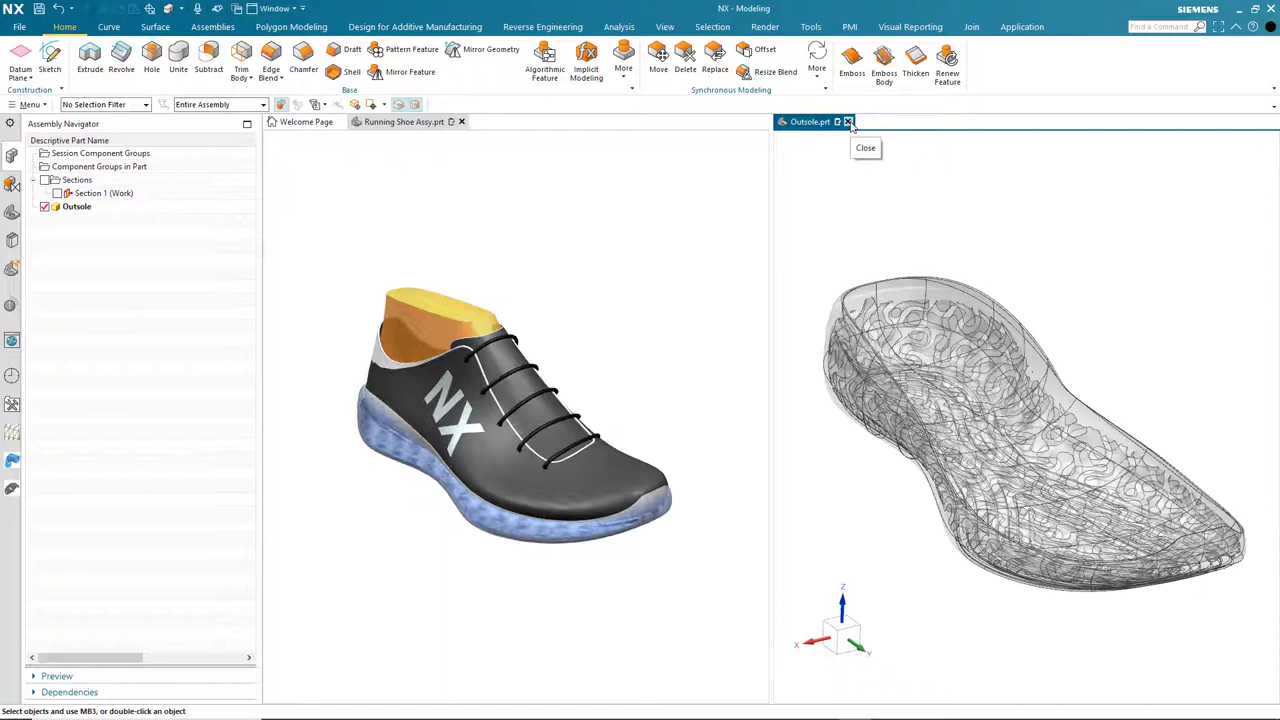 NX
Window
NX - Modeling
SIEMENS
File Home Curve Surface Assemblies Polygon Modeling Design for Additive Manufacturing Reverse Engineering Analysis View Selection Render Tools PMI Visual Reporting Join Application
Find a Command
Datum Plane Sketch Extrude Revolve Hole Unite Subtract Trim Body Edge Blend Chamfer
Draft Pattern Feature Mirror Geometry
Shell Mirror Feature
Algorithmic Feature Implicit Modeling More Move Delete Replace
Offset
Resize Blend
More Emboss Emboss Body Thicken Renew Feature
Construction Base Synchronous Modeling
Menu No Selection Filter Entire Assembly
Assembly Navigator
Welcome Page Running Shoe Assy.prt
Outsole.prt
Close
Descriptive Part Name
Session Component Groups
Component Groups in Part
Sections
Section 1 (Work)
Outsole
NX
Z
X
Y
Preview
Dependencies
Select objects and use MB3, or double-click an object